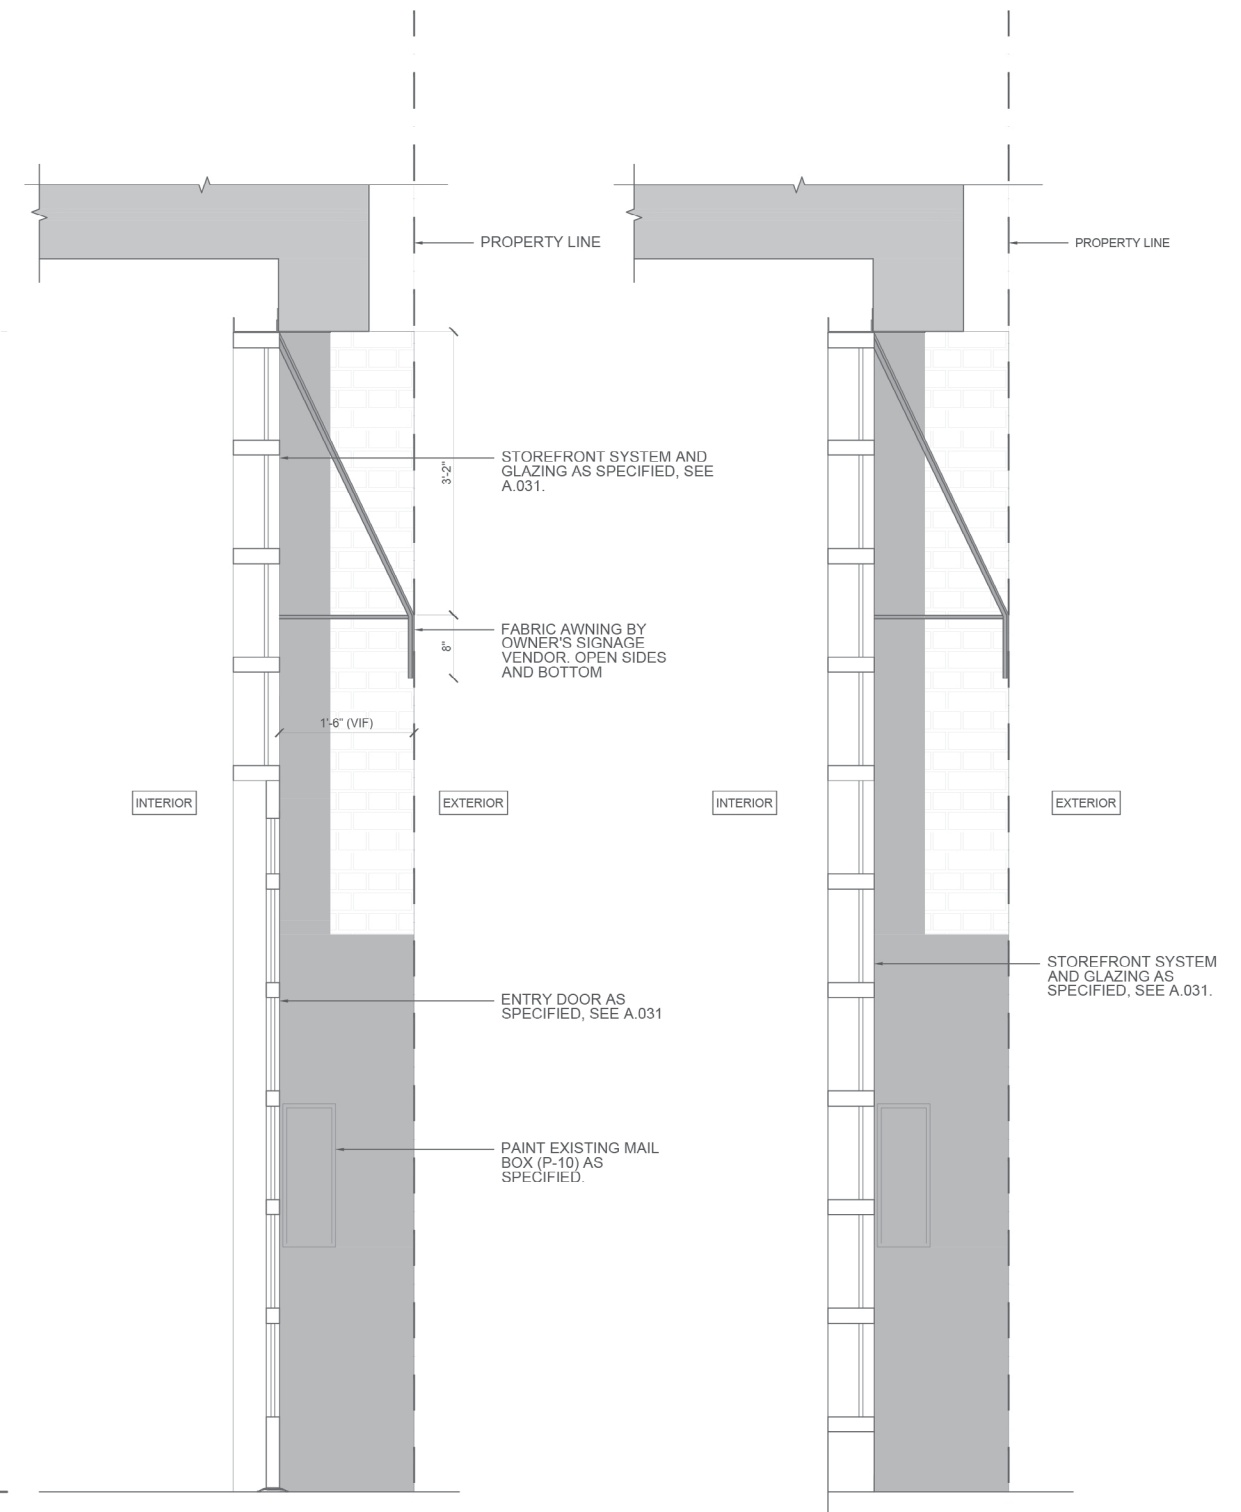 PROPERTY LINE
PROPERTY LINE
3'-2"
STOREFRONT SYSTEM AND
GLAZING AS SPECIFIED, SEE
A.031.
8"
FABRIC AWNING BY
OWNER'S SIGNAGE
VENDOR. OPEN SIDES
AND BOTTOM
1'-6" (VIF)
INTERIOR
EXTERIOR
INTERIOR
EXTERIOR
STOREFRONT SYSTEM
AND GLAZING AS
SPECIFIED, SEE A.031.
ENTRY DOOR AS
SPECIFIED, SEE A.031
PAINT EXISTING MAIL
BOX (P-10) AS
SPECIFIED.